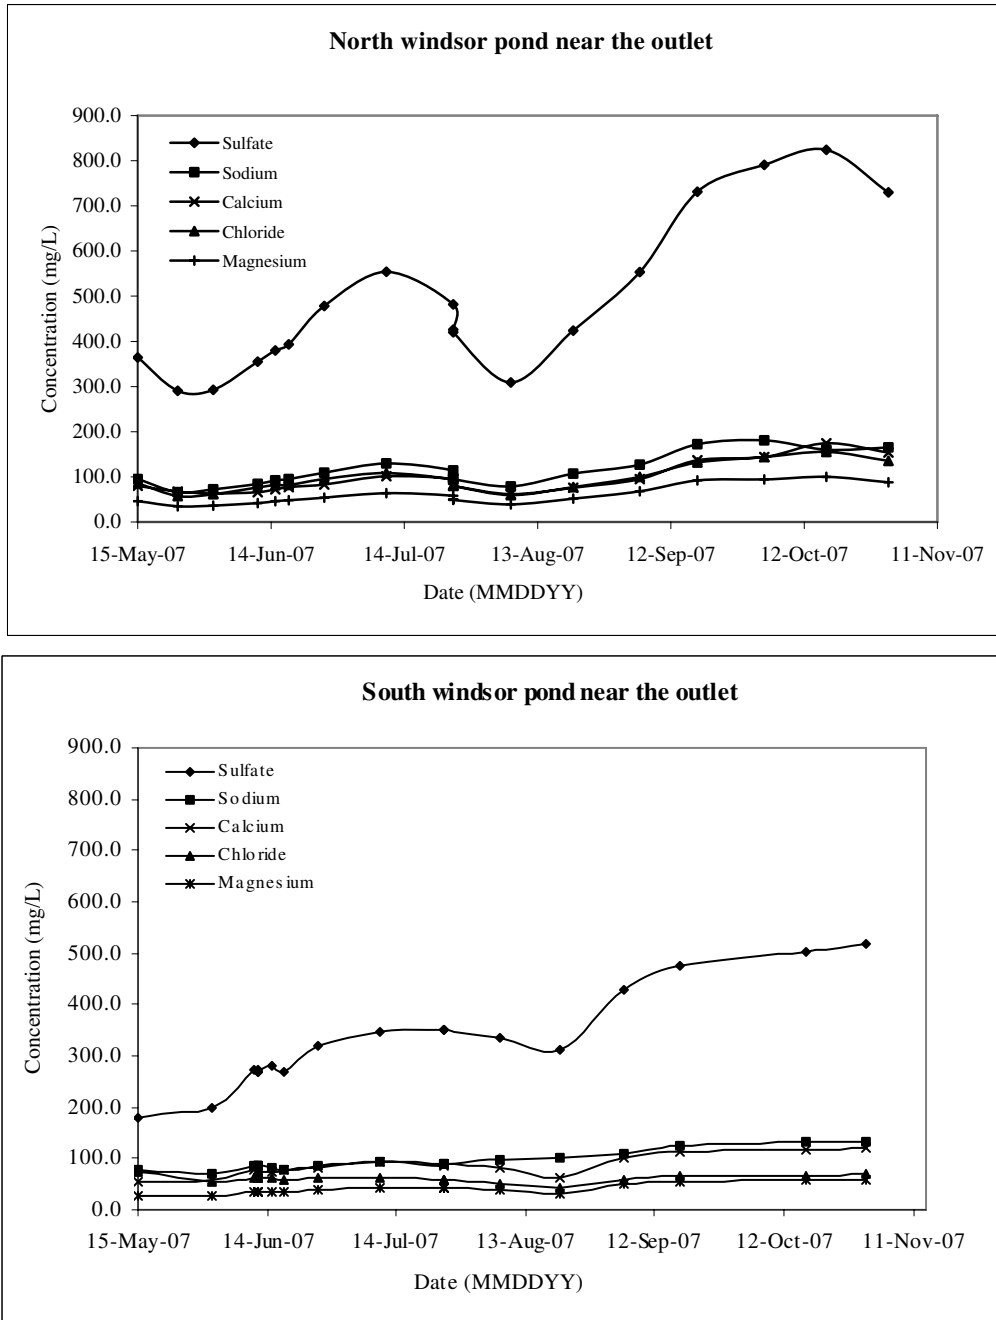 North windsor pond near the outlet
900.0
800.0
700.0
600.0
500.0
400.0
300.0
200.0
100.0
0.0
Concentration (mg/L)
Sulfate
Sodium
Calcium
Chloride
Magnesium
15-May-07 14-Jun-07 14-Jul-07 13-Aug-07 12-Sep-07 12-Oct-07 11-Nov-07
Date (MMDDYY)
South windsor pond near the outlet
900.0
800.0
700.0
600.0
500.0
400.0
300.0
200.0
100.0
0.0
Concentration (mg/L)
Sulfate
Sodium
Calcium
Chloride
Magnesium
15-May-07 14-Jun-07 14-Jul-07 13-Aug-07 12-Sep-07 12-Oct-07 11-Nov-07
Date (MMDDYY)